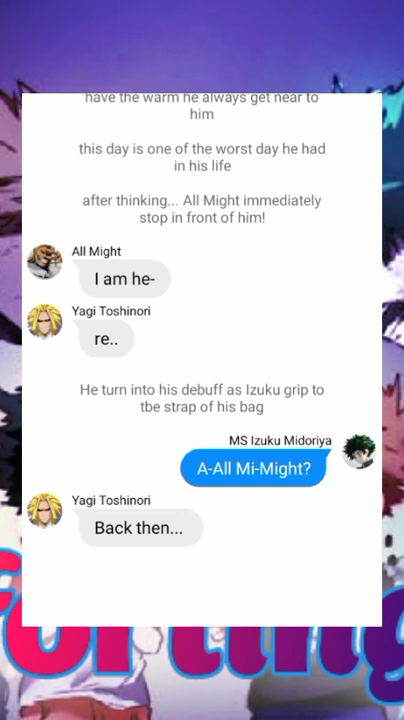 have the warm he always get near to
him
this day is one of the worst day he had
in his life
after thinking... All Might immediately
stop in front of him!
All Might
I am he-
Yagi Toshinori
re..
He turn into his debuff as Izuku grip to
tbe strap of his bag
MS Izuku Midoriya
A-All Mi-Might?
Yagi Toshinori
Back then...